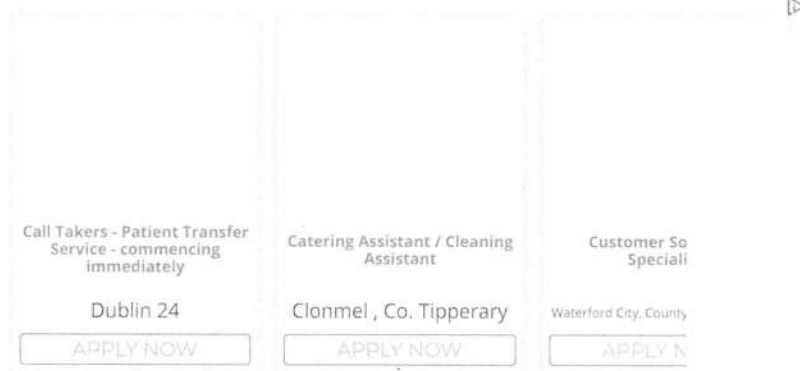 Call Takers - Patient Transfer
Service - commencing
immediately
Dublin 24
APPLY NOW
Catering Assistant / Cleaning
Assistant
Clonmel , Co. Tipperary
APPLY NOW
Customer So
Speciali
Waterford City, County
APPLY N